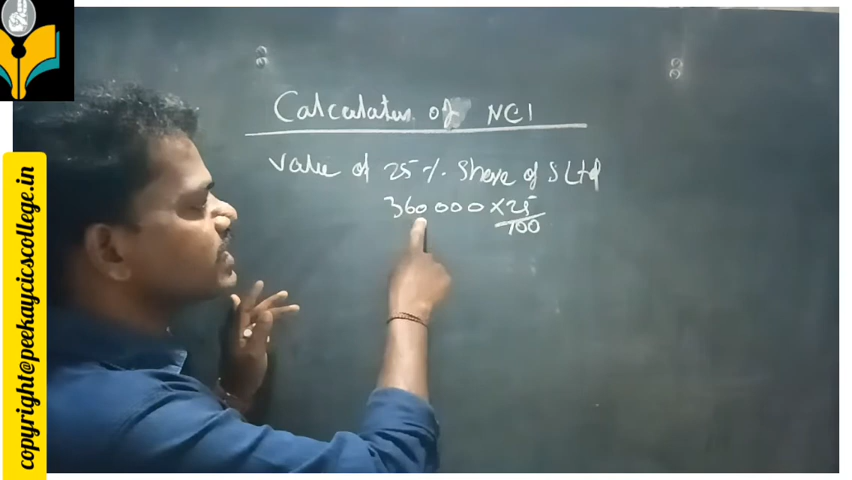 Calculation of NCI
Value of 25% Share of S Ltd
360000 X 25
100
copyright@peekaycicscollege.in